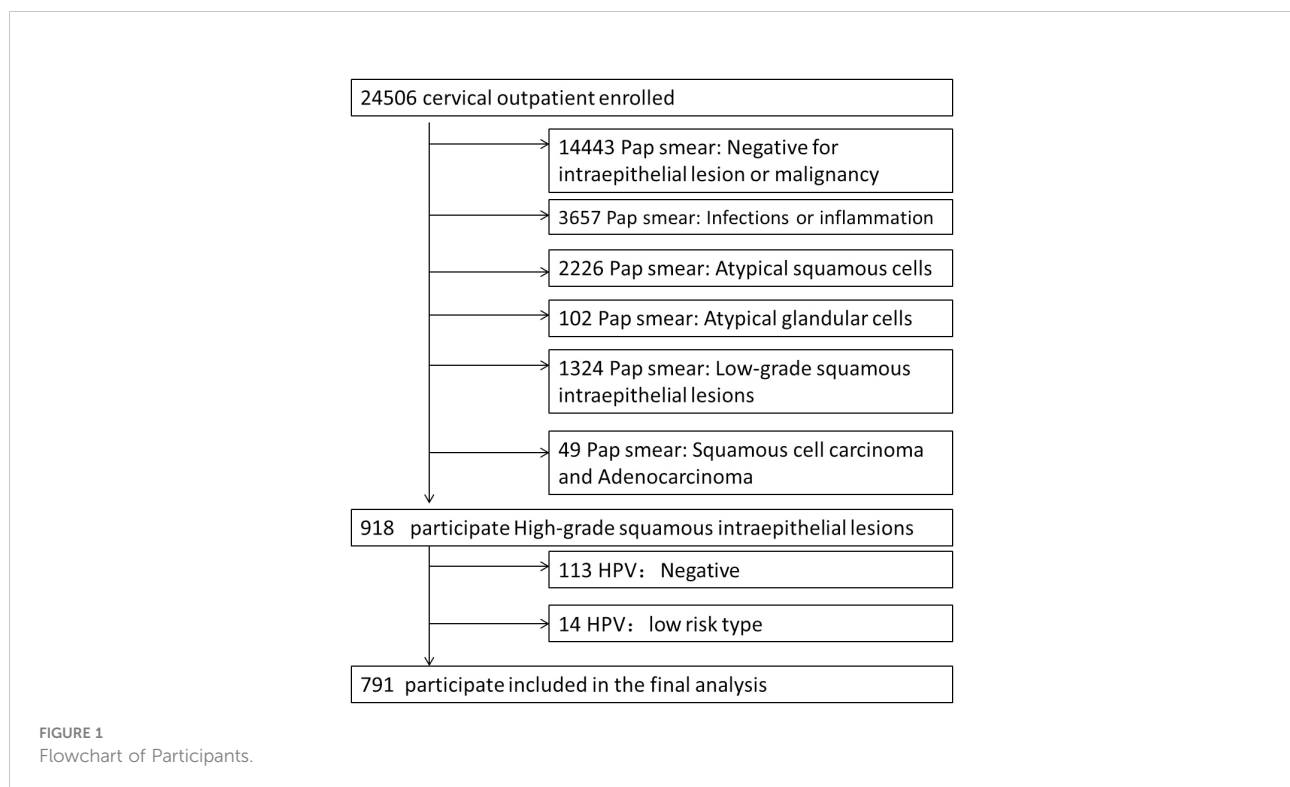 24506 cervical outpatient enrolled
14443 Pap smear: Negative for
intraepithelial lesion or malignancy
3657 Pap smear: Infections or inflammation
2226 Pap smear: Atypical squamous cells
102 Pap smear: Atypical glandular cells
1324 Pap smear: Low-grade squamous
intraepithelial lesions
49 Pap smear: Squamous cell carcinoma
and Adenocarcinoma
918 participate High-grade squamous intraepithelial lesions
113 HPV： Negative
14 HPV： low risk type
791 participate included in the final analysis
FIGURE 1
Flowchart of Participants.